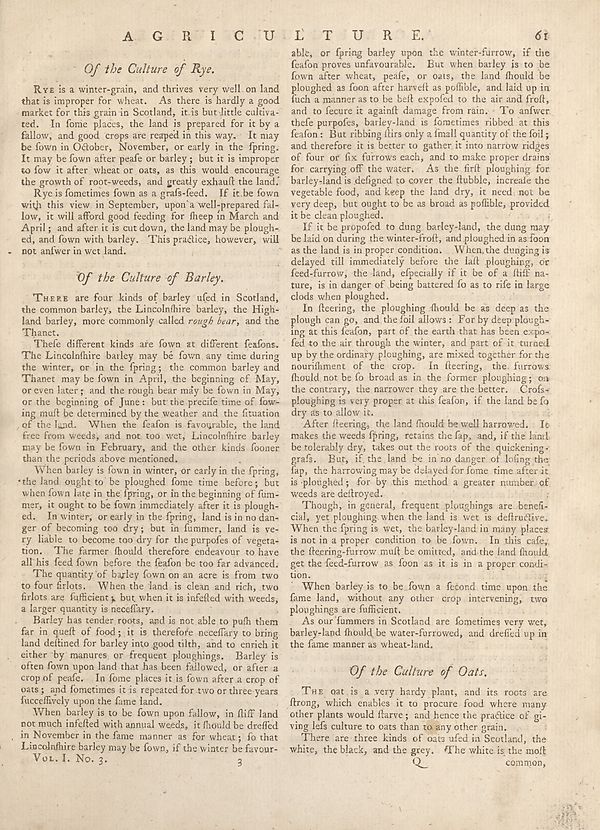 A G R I C U L T U R E. 61
Of the Culture of Rye.
Rye is a winter-grain, and thrives very well on land
that is improper for wheat. As there is hardly a good
market for this grain in Scotland, it is but little cultiva-
ted. In ſome places, the land is prepared for it by a
fallow, and good crops are reaped in this way. It may
be ſown in October, November, or early in the ſpring.
It may be ſown after peaſe or barley; but it is improper
to ſow it after wheat or oats, as this would encourage
the growth of root-weeds, and greatly exhauſt the land.
Rye is ſometimes ſown as a graſs-feed. If it be ſown
with this view in September, upon a well-prepared fal-
low, it will afford good feeding for ſheep in March and
April; and after it is cut down, the land may be plough-
ed, and ſown with barley. This practice, however, will
not anſwer in wet land.
Of the Culture of Barley.
There are four kinds of barley uſed in Scotland,
the common barley, the Lincolnſhire barley, the High-
land barley, more commonly called rough bear, and the
Thanet.
Theſe different kinds are ſown at different ſeaſons.
The Lincolnſhire barley may be ſown any time during
the winter, or in the ſpring; the common barley and
Thanet may be ſown in April, the beginning of May,
or even later; and the rough bear may be ſown in May,
or the beginning of June: but the preciſe time of ſow-
ing muſt be determined by the weather and the ſituation
of the land. When the ſeaſon is favourable, the land
free from weeds, and not too wet, Lincolnſhire barley
may be ſown in February, and the other kinds ſooner
than the periods above mentioned.
When barley is ſown in winter, or early in the ſpring,
the land ought to be ploughed ſome time before; but
when ſown late in the ſpring, or in the beginning of ſum-
mer, it ought to be ſown immediately after it is plough-
ed. In winter, or early in the ſpring, land is in no dan-
ger of becoming too dry; but in ſummer, land is ve-
ry liable to become too dry for the purpoſes of vegeta-
tion. The farmer ſhould therefore endeavour to have
all his feed ſown before the ſeaſon be too far advanced.
The quantity of barley ſown on an acre is from two
to four firlots. When the land is clean and rich, two
firlots are ſufficient; but when it is infeſted with weeds,
a larger quantity is neceſſary.
Barley has tender roots, and is not able to puſh them
far in queſt of food; it is therefore neceſſary to bring
land deſtined for barley into good tilth, and to enrich it
either by manures or frequent ploughings. Barley is
often ſown upon land that has been fallowed, or after a
crop of peaſe. In ſome places it is ſown after a crop of
oats; and ſometimes it is repeated for two or three years
ſucceſſively upon the ſame land.
When barley is to be ſown upon fallow, in ſtiff land
not much infeſted with annual weeds, it ſhould be dreſſed
in November in the ſame manner as for wheat; ſo that
Lincolnſhire barley may be ſown, if the winter be favour-
Vol. I. No. 3. 3
able, or ſpring barley upon the winter-furrow, if the
ſeaſon proves unfavourable. But when barley is to be
ſown after wheat, peaſe, or oats, the land ſhould be
ploughed as ſoon after harveſt as poſſible, and laid up in
ſuch a manner as to be beſt expoſed to the air and froſt,
and to ſecure it againſt damage from rain. To anſwer
theſe purpoſes, barley-land is ſometimes ribbed at this
ſeaſon: But ribbing ſtirs only a ſmall quantity of the ſoil;
and therefore it is better to gather it into narrow ridges
of four or ſix furrows each, and to make proper drains
for carrying off the water. As the firſt ploughing for
barley-land is deſigned to cover the ſtubble, increaſe the
vegetable food, and keep the land dry, it need not be
very deep, but ought to be as broad as poſſible, provided
it be clean ploughed.
If it be propoſed to dung barley-land, the dung may
be laid on during the winter-froſt, and ploughed in as ſoon
as the land is in proper condition. When the dunging is
delayed till immediately before the laſt ploughing, or
feed-furrow, the land, eſpecially if it be of a ſtiff na-
ture, is in danger of being battered ſo as to riſe in large
clods when ploughed.
In ſteering, the ploughing ſhould be as deep as the
plough can go, and the ſoil allows: For by deep plough-
ing at this ſeaſon, part of the earth that has been expo-
ſed to the air through the winter, and part of it turned
up by the ordinary ploughing, are mixed together for the
nouriſhment of the crop. In ſteering, the furrows
ſhould not be ſo broad as in the former ploughing; on
the contrary, the narrower they are the better. Croſs-
ploughing is very proper at this ſeaſon, if the land be ſo
dry as to allow it.
After ſteering, the land ſhould be well harrowed. It
makes the weeds ſpring, retains the ſap, and, if the land
be tolerably dry, takes out the roots of the quickening-
graſs. But, if the land be in no danger of loſing the
ſap, the harrowing may be delayed for ſome time after it
is ploughed; for by this method a greater number of
weeds are deſtroyed.
Though, in general, frequent ploughings are benefi-
cial, yet ploughing when the land is wet is deſtructive.
When the ſpring is wet, the barley-land in many places
is not in a proper condition to be ſown. In this caſe,
the ſteering-furrow muſt be omitted, and the land ſhould
get the feed-furrow as ſoon as it is in a proper condi-
tion.
When barley is to be ſown a ſecond time upon the
ſame land, without any other crop intervening, two
ploughings are ſufficient.
As our ſummers in Scotland are ſometimes very wet,
barley-land ſhould be water-furrowed, and dreſſed up in
the ſame manner as wheat-land.
Of the Culture of Oats.
The oat is a very hardy plant, and its roots are
ſtrong, which enables it to procure food where many
other plants would ſtarve; and hence the practice of gi-
ving leſs culture to oats than to any other grain.
There are three kinds of oats uſed in Scotland, the
white, the black, and the grey. The white is the moſt
Q common,